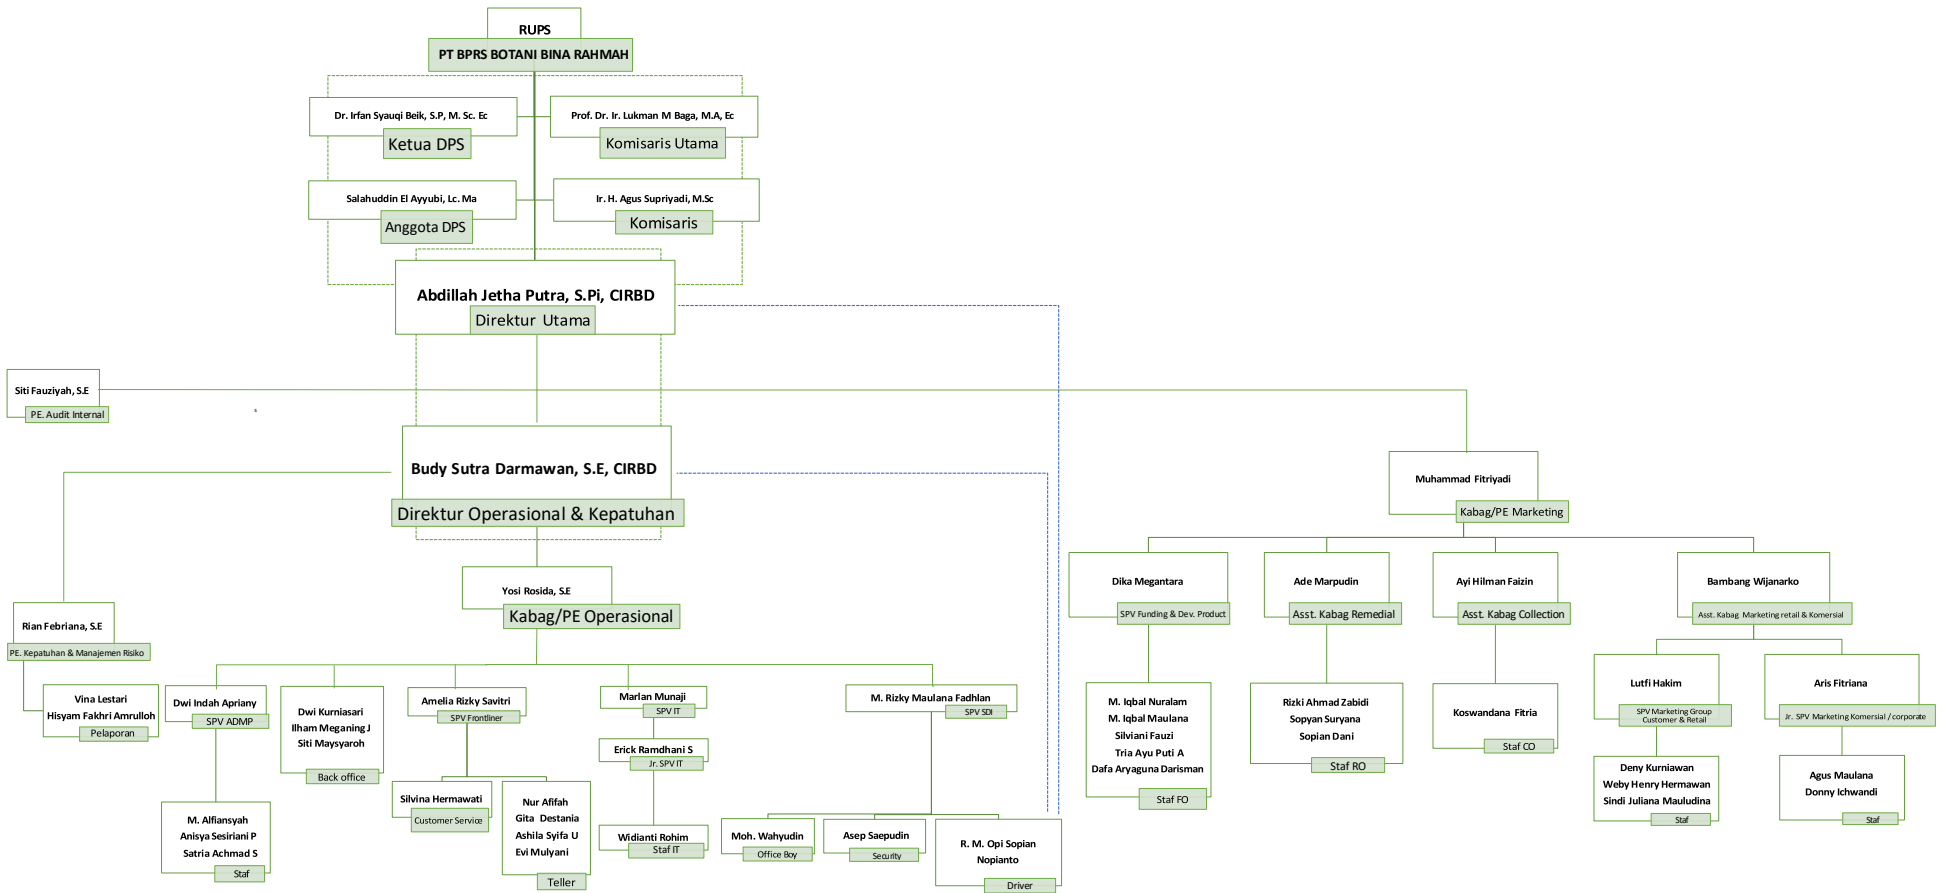 RUPS
PT BPRS BOTANI BINA RAHMAH
Dr. Irfan Syauqi Beik, S.P, M. Sc. Ec
Ketua DPS
Prof. Dr. Ir. Lukman M Baga, M.A, Ec
Komisaris Utama
Salahuddin El Ayyubi, Lc. Ma
Anggota DPS
Ir. H. Agus Supriyadi, M.Sc
Komisaris
Abdillah Jetha Putra, S.Pi, CIRBD
Direktur Utama
Siti Fauziyah, S.E
PE. Audit Internal
s
Budy Sutra Darmawan, S.E, CIRBD
Direktur Operasional & Kepatuhan
Muhammad Fitriyadi
Kabag/PE Marketing
Yosi Rosida, S.E
Kabag/PE Operasional
Rian Febriana, S.E
PE. Kepatuhan & Manajemen Risiko
Vina Lestari
Hisyam Fakhri Amrulloh
Pelaporan
Dwi Indah Apriany
SPV ADMP
M. Alfiansyah
Anisya Sesiriani P
Satria Achmad S
Staf
Dwi Kurniasari
Ilham Meganing J
Siti Maysyaroh
Back office
Amelia Rizky Savitri
SPV Frontliner
Silvina Hermawati
Customer Service
Nur Afifah
Gita Destania
Ashila Syifa U
Evi Mulyani
Teller
Marlan Munaji
SPV IT
Erick Ramdhani S
Jr. SPV IT
Widianti Rohim
Staf IT
M. Rizky Maulana Fadhlan
SPV SDI
Moh. Wahyudin
Office Boy
Asep Saepudin
Security
R. M. Opi Sopian
Nopianto
Driver
Dika Megantara
SPV Funding & Dev. Product
M. Iqbal Nuralam
M. Iqbal Maulana
Silviani Fauzi
Tria Ayu Puti A
Dafa Aryaguna Darisman
Staf FO
Ade Marpudin
Asst. Kabag Remedial
Rizki Ahmad Zabidi
Sopyan Suryana
Sopian Dani
Staf RO
Ayi Hilman Faizin
Asst. Kabag Collection
Koswandana Fitria
Staf CO
Bambang Wijanarko
Asst. Kabag Marketing retail & Komersial
Lutfi Hakim
SPV Marketing Group
Customer & Retail
Deny Kurniawan
Weby Henry Hermawan
Sindi Juliana Mauludina
Staf
Aris Fitriana
Jr. SPV Marketing Komersial / corporate
Agus Maulana
Donny Ichwandi
Staf